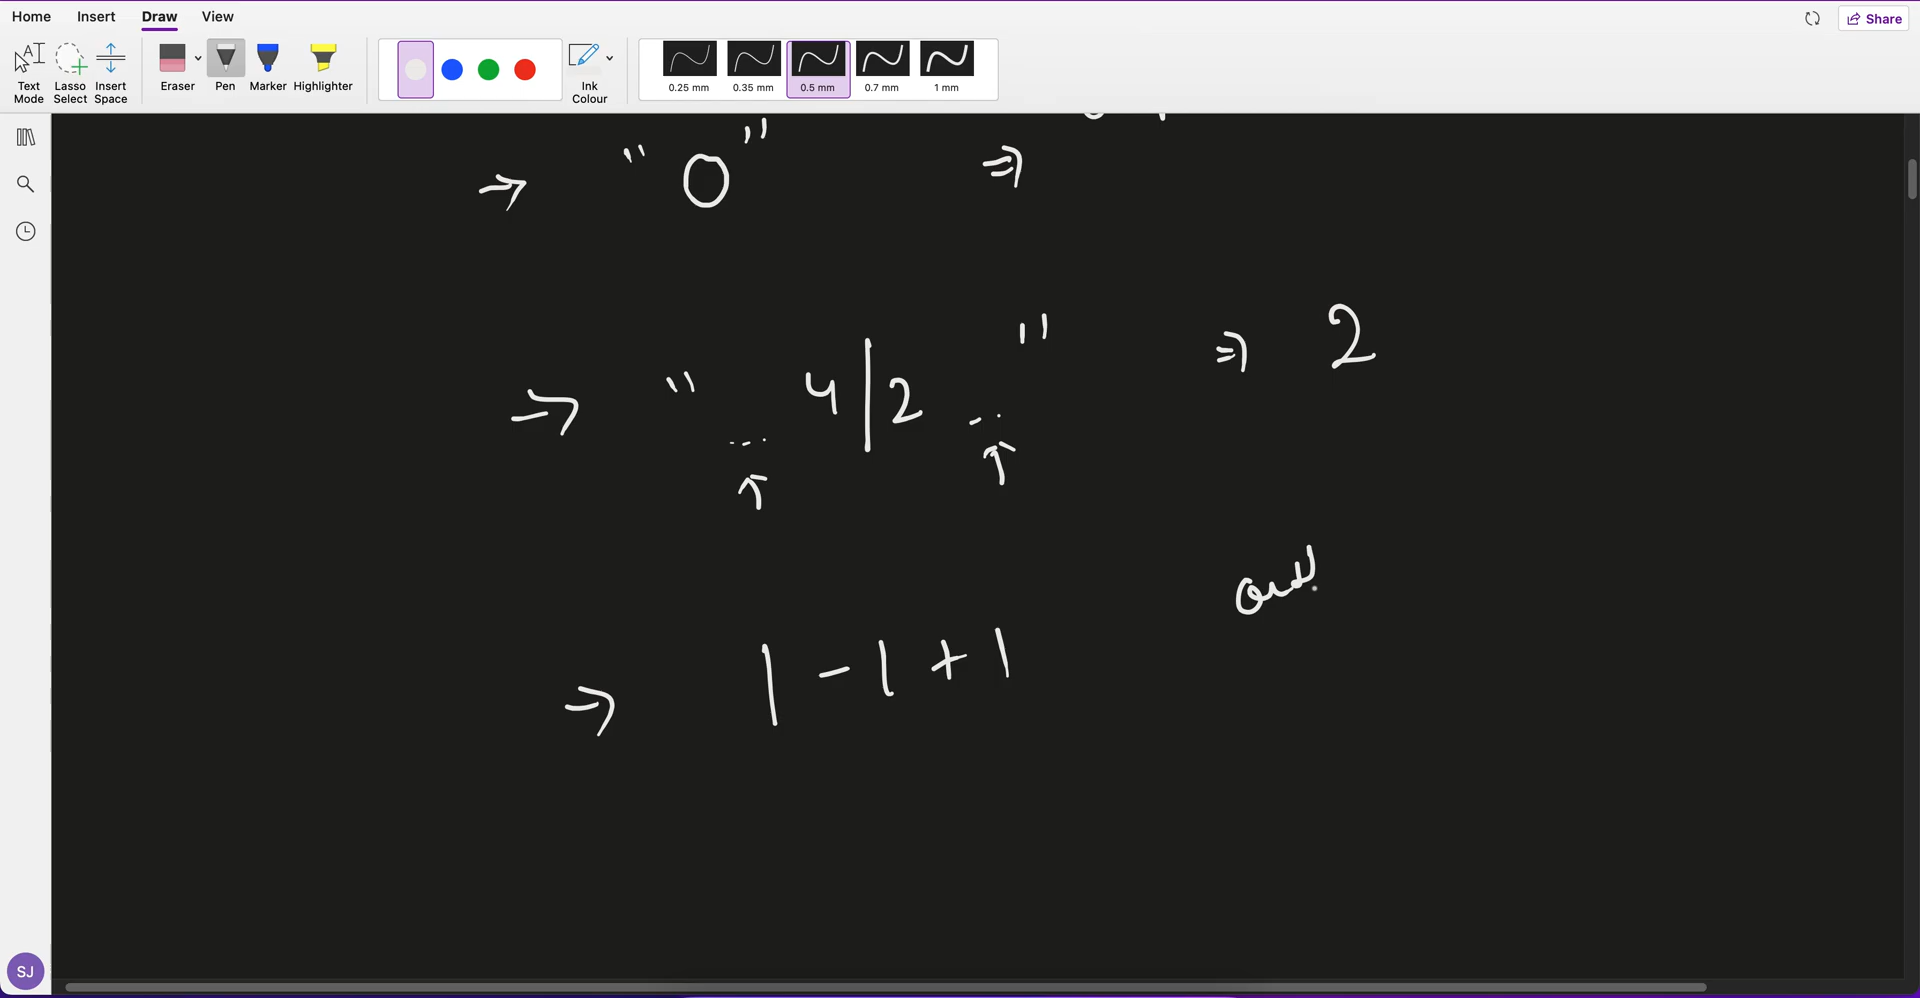 Home Insert Draw View
Share
Text Mode
Lasso Select
Insert Space
Eraser
Pen
Marker
Highlighter
Ink Colour
0.25 mm
0.35 mm
0.5 mm
0.7 mm
1 mm
⇒ " 0 " ⇒
⇒ " ... 4|2 .. " ⇒ 2
↑ ↑
⇒ 1 - 1 + 1
SJ